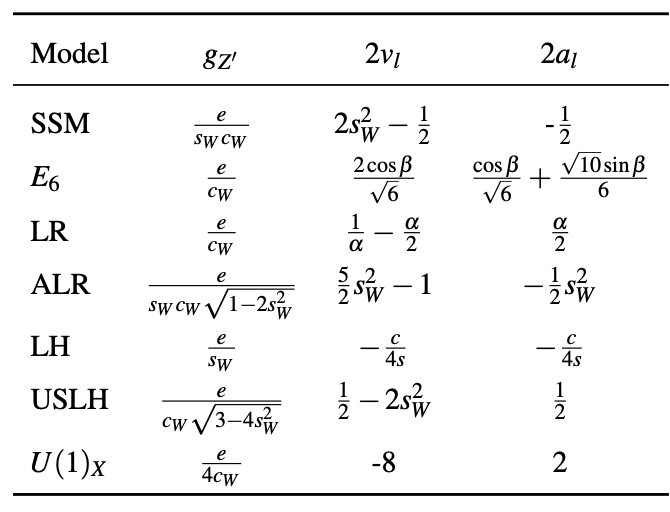 Model g_{Z'} 2v_l 2a_l
SSM \frac{e}{s_W c_W} 2s_W^2 − \frac{1}{2} -\frac{1}{2}
E_6 \frac{e}{c_W} \frac{2\cos\beta}{\sqrt{6}} \frac{\cos\beta}{\sqrt{6}} + \frac{\sqrt{10}\sin\beta}{6}
LR \frac{e}{c_W} \frac{1}{\alpha} − \frac{\alpha}{2} \frac{\alpha}{2}
ALR \frac{e}{s_W c_W \sqrt{1−2s_W^2}} \frac{5}{2}s_W^2 − 1 −\frac{1}{2}s_W^2
LH \frac{e}{s_W} −\frac{c}{4s} −\frac{c}{4s}
USLH \frac{e}{c_W \sqrt{3−4s_W^2}} \frac{1}{2} − 2s_W^2 \frac{1}{2}
U(1)_X \frac{e}{4c_W} -8 2